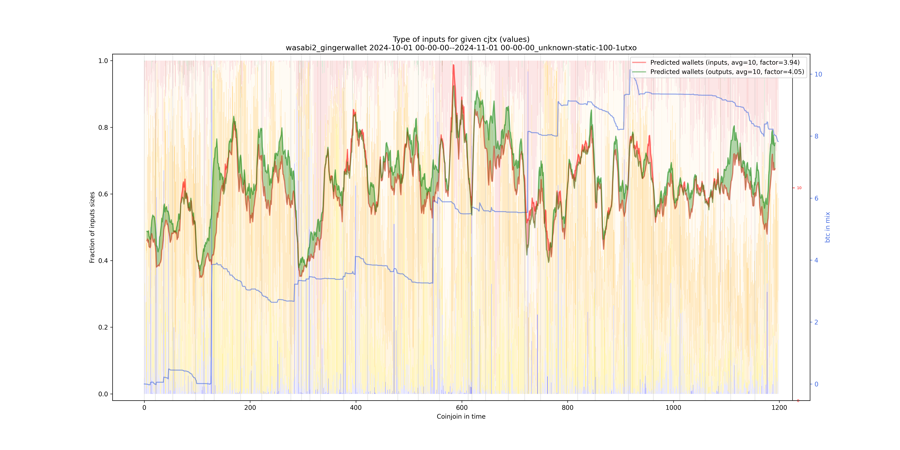 Type of inputs for given cjtx (values)
wasabi2_gingerwallet 2024-10-01 00-00-00--2024-11-01 00-00-00_unknown-static-100-1utxo
Predicted wallets (inputs, avg=10, factor=3.94)
Predicted wallets (outputs, avg=10, factor=4.05)
1.0
0.8
0.6
0.4
0.2
0.0
Fraction of inputs sizes
10
8
6
4
2
0
btc in mix
0
200
400
600
800
1000
1200
Coinjoin in time